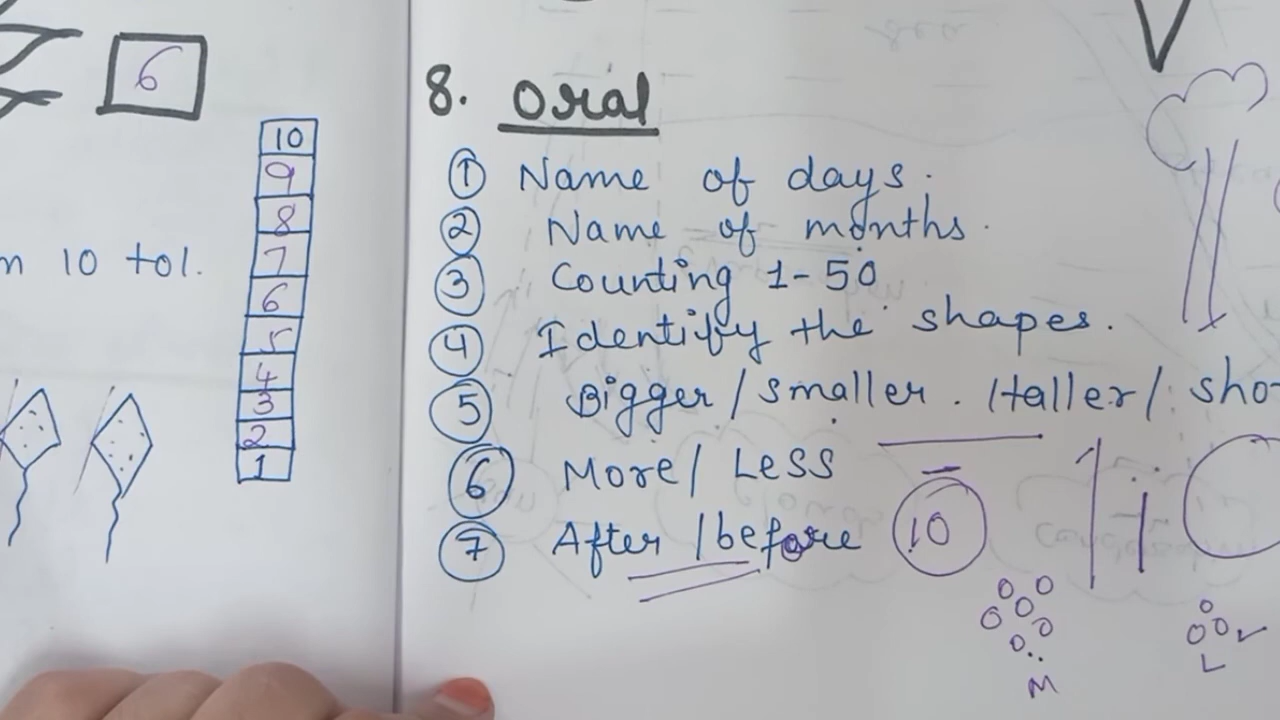 6
10
9
8
7
6
5
4
3
2
1
n 10 to1.
8. Oral
1 Name of days.
2 Name of months.
3 Counting 1-50
4 Identify the shapes.
5 Bigger / smaller. / taller / sho
6 More / Less
7 After / before 10
M
L